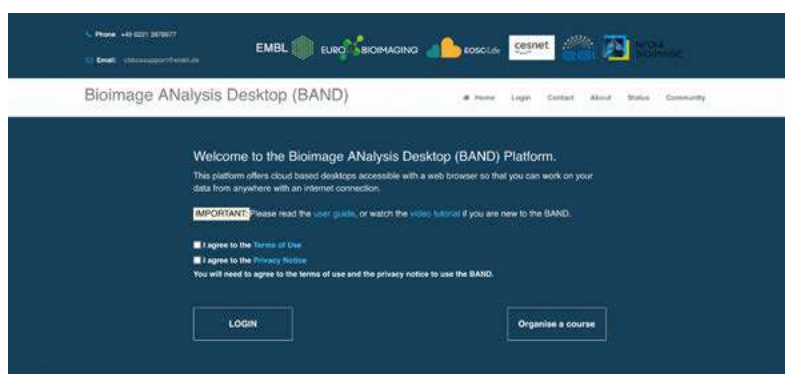 Phone +49 6221 3878677
EMBL EURO BIOIMAGING EOSC-Life cesnet
Email
Bioimage ANalysis Desktop (BAND)
Home Login Contact About Status Community
Welcome to the Bioimage ANalysis Desktop (BAND) Platform.
This platform offers cloud based desktops accessible with a web browser so that you can work on your
data from anywhere with an internet connection.
IMPORTANT: Please read the user guide, or watch the video tutorial if you are new to the BAND.
I agree to the Terms of Use
I agree to the Privacy Notice
You will need to agree to the terms of use and the privacy notice to use the BAND.
LOGIN
Organise a course